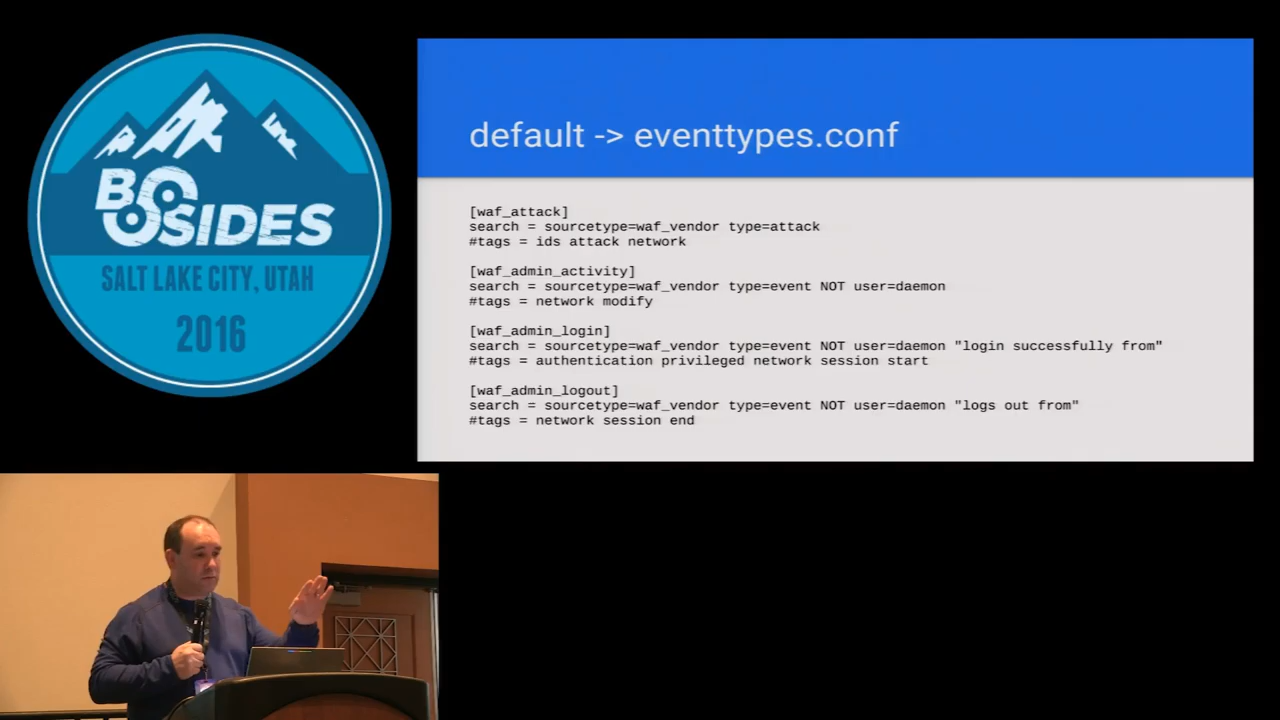 BSIDES
SALT LAKE CITY, UTAH
2016
default -> eventtypes.conf
[waf_attack]
search = sourcetype=waf_vendor type=attack
#tags = ids attack network
[waf_admin_activity]
search = sourcetype=waf_vendor type=event NOT user=daemon
#tags = network modify
[waf_admin_login]
search = sourcetype=waf_vendor type=event NOT user=daemon "login successfully from"
#tags = authentication privileged network session start
[waf_admin_logout]
search = sourcetype=waf_vendor type=event NOT user=daemon "logs out from"
#tags = network session end